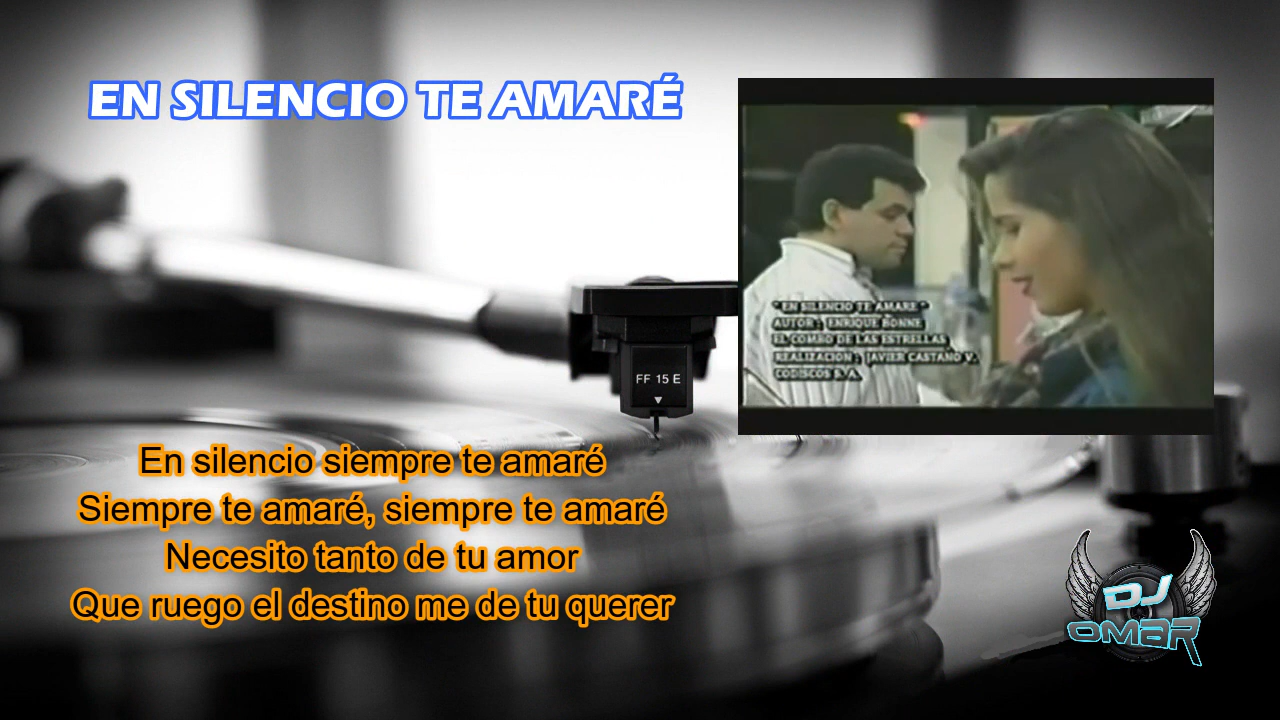 EN SILENCIO TE AMARÉ
" EN SILENCIO TE AMARE "
AUTOR : ENRIQUE BONNE
EL COMBO DE LAS ESTRELLAS
REALIZACION : JAVIER CASTAÑO V.
CODISCOS S.A.
FF 15 E
En silencio siempre te amaré
Siempre te amaré, siempre te amaré
Necesito tanto de tu amor
Que ruego el destino me de tu querer
DJ
OMAR